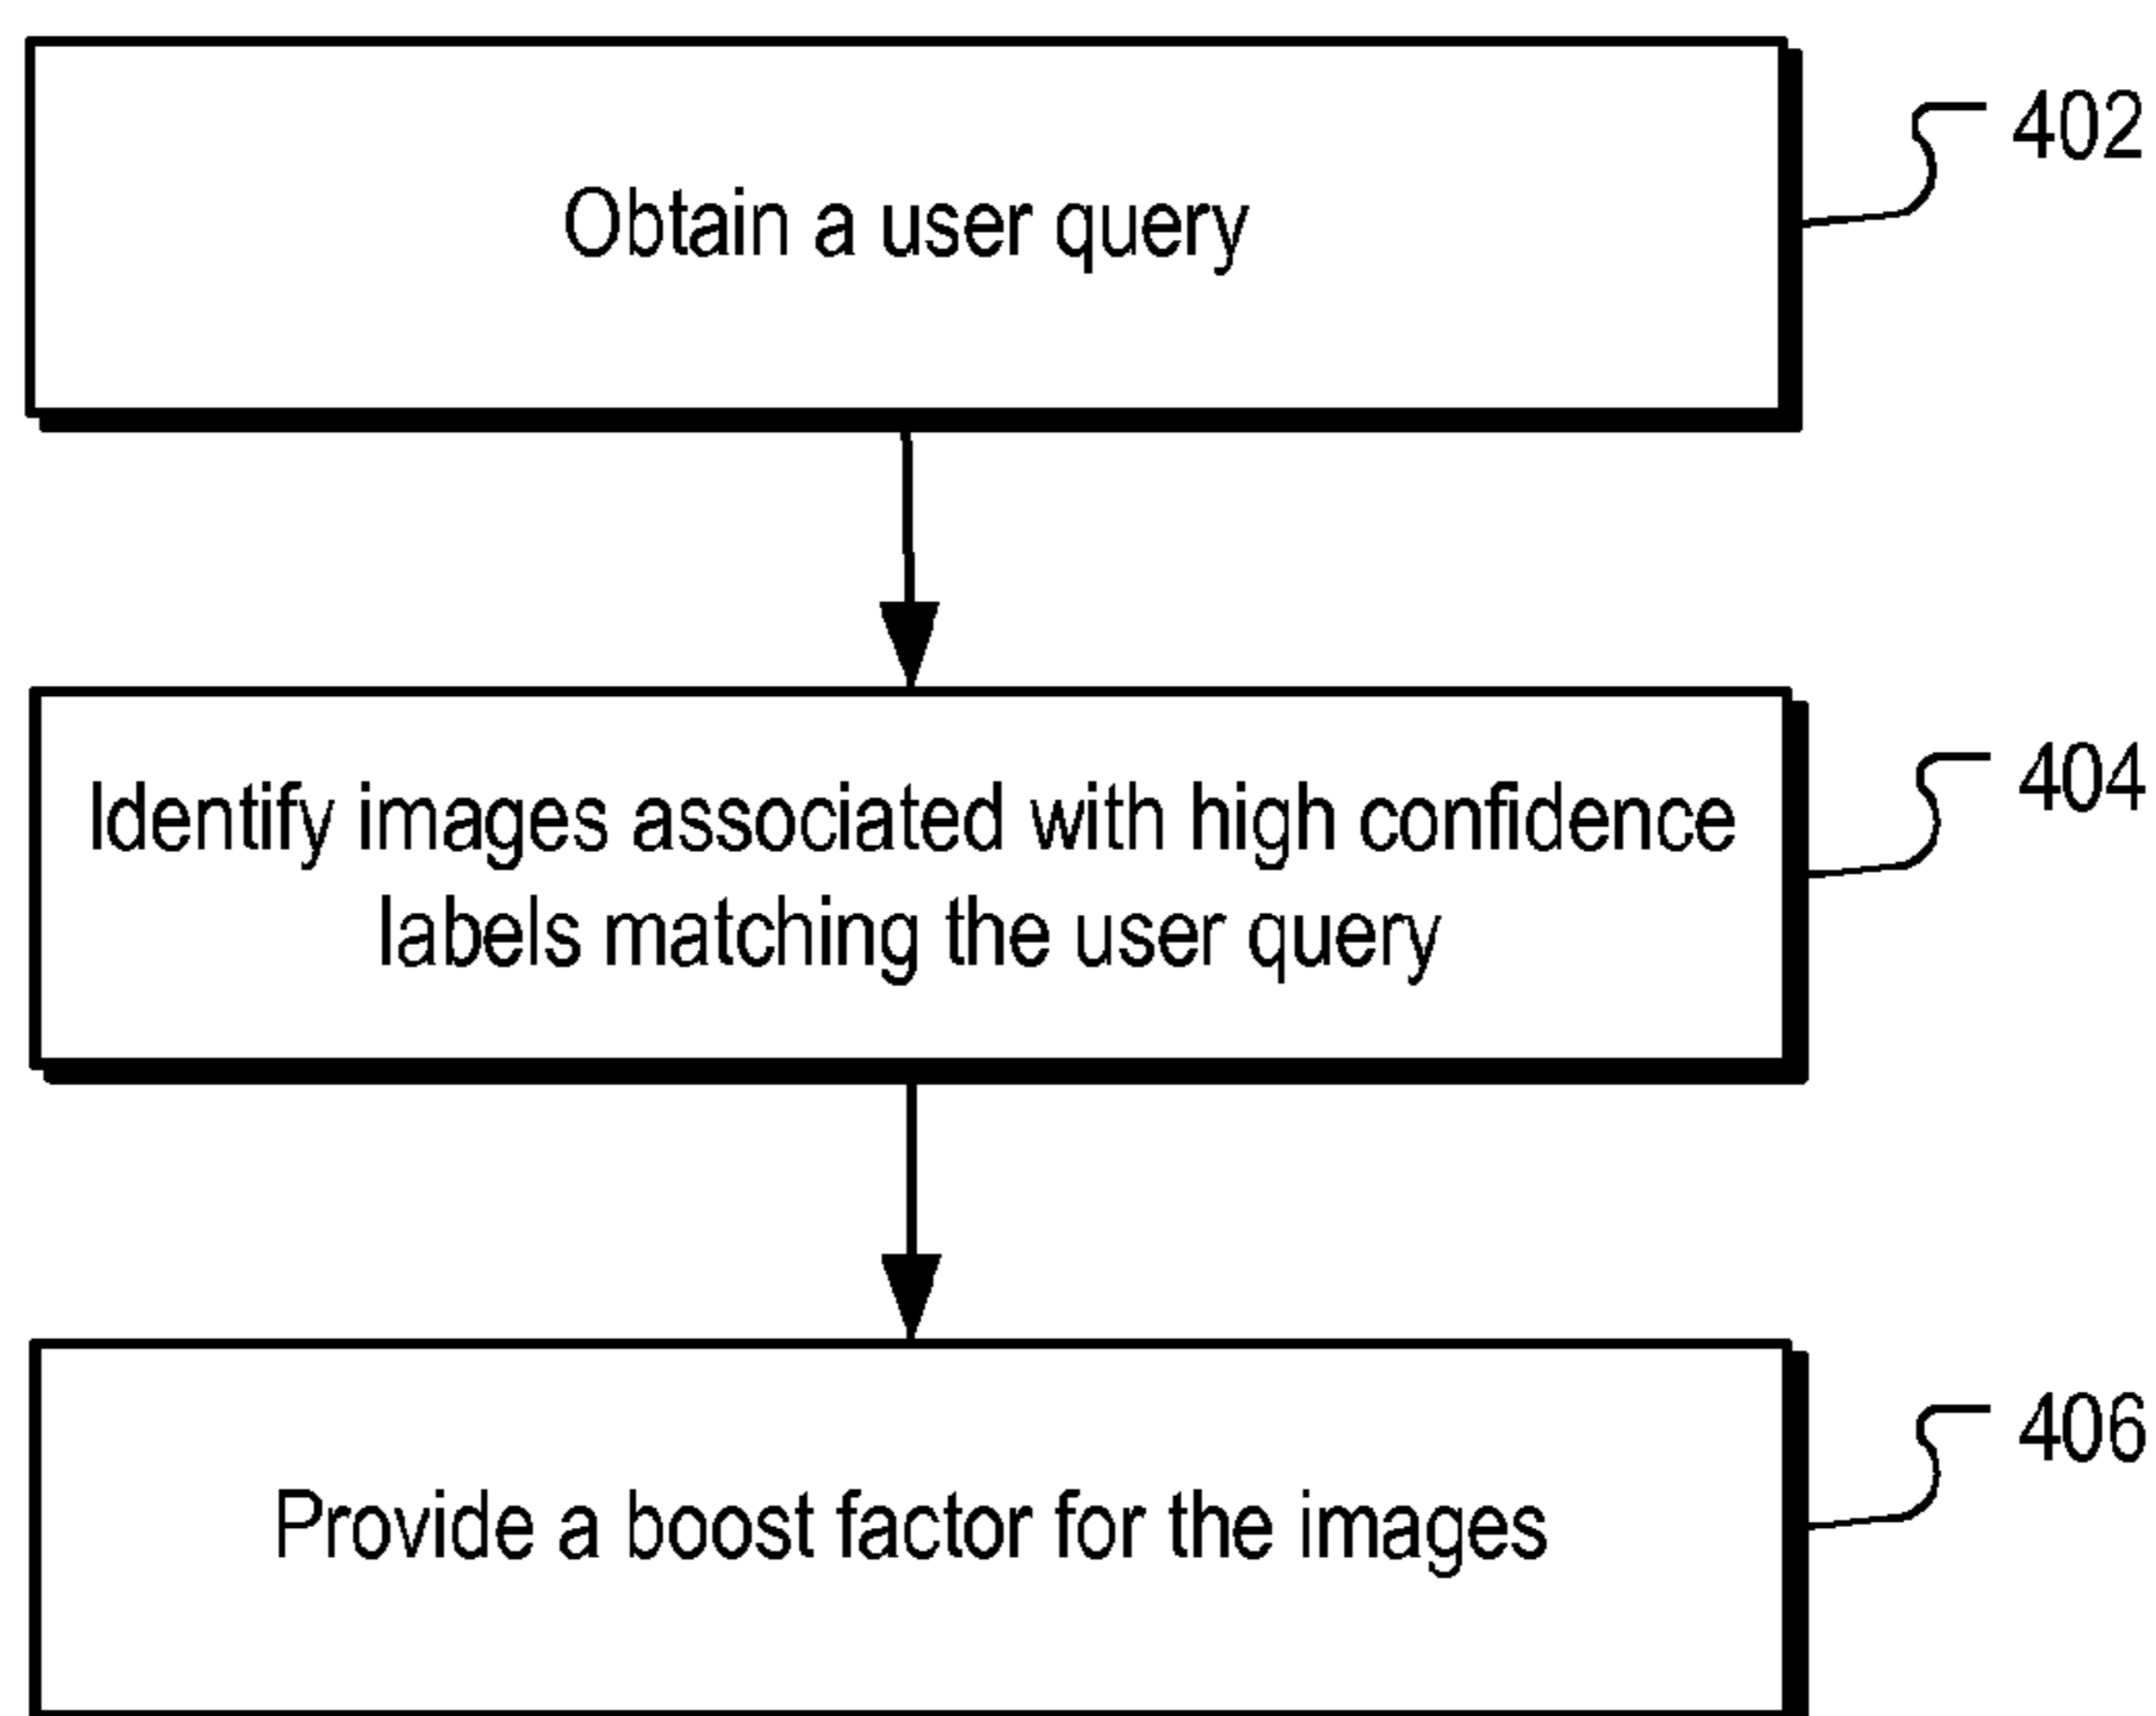 Obtain a user query
402
Identify images associated with high confidence
labels matching the user query
404
Provide a boost factor for the images
406